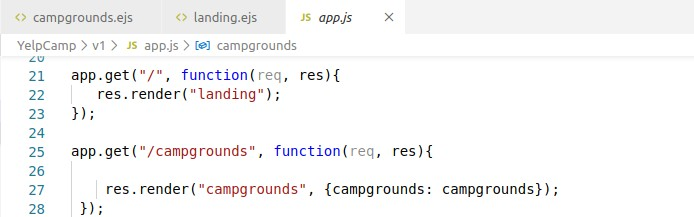 campgrounds.ejs landing.ejs JS app.js
YelpCamp > v1 > JS app.js > campgrounds
20
21 app.get("/", function(req, res){
22 res.render("landing");
23 });
24
25 app.get("/campgrounds", function(req, res){
26
27 res.render("campgrounds", {campgrounds: campgrounds});
28 });